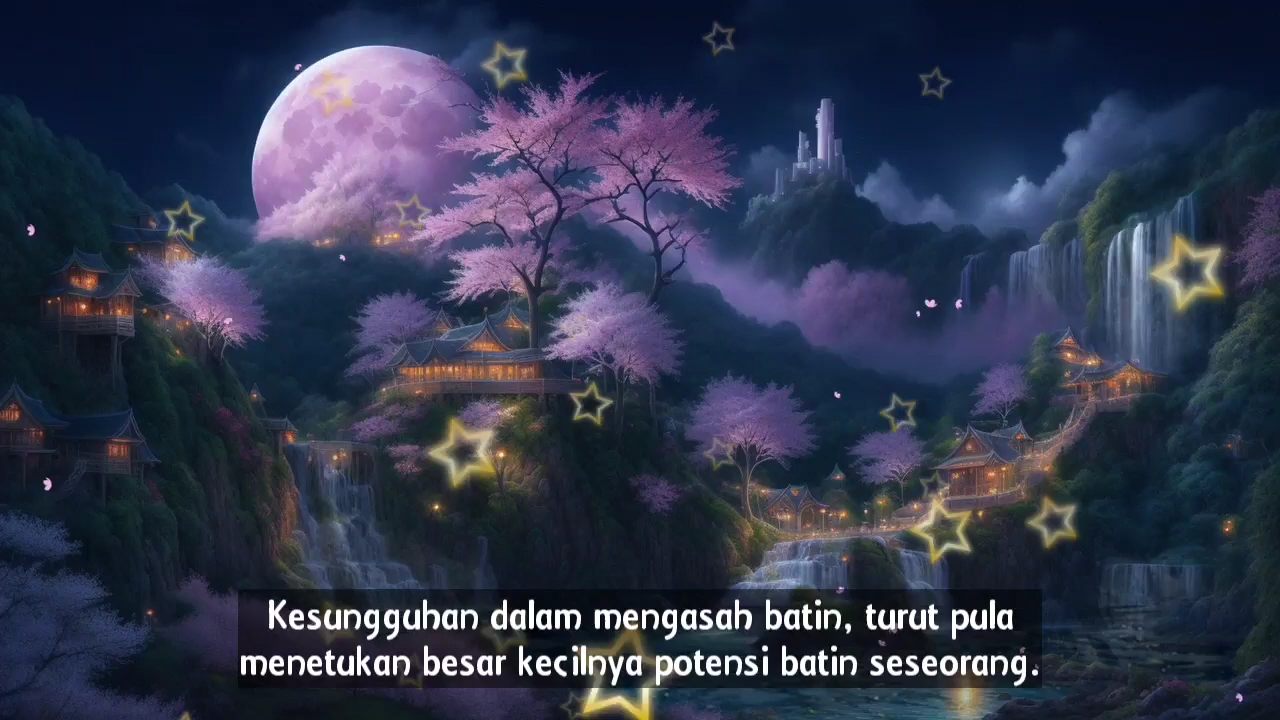 Kesungguhan dalam mengasah batin, turut pula
menetukan besar kecilnya potensi batin seseorang.